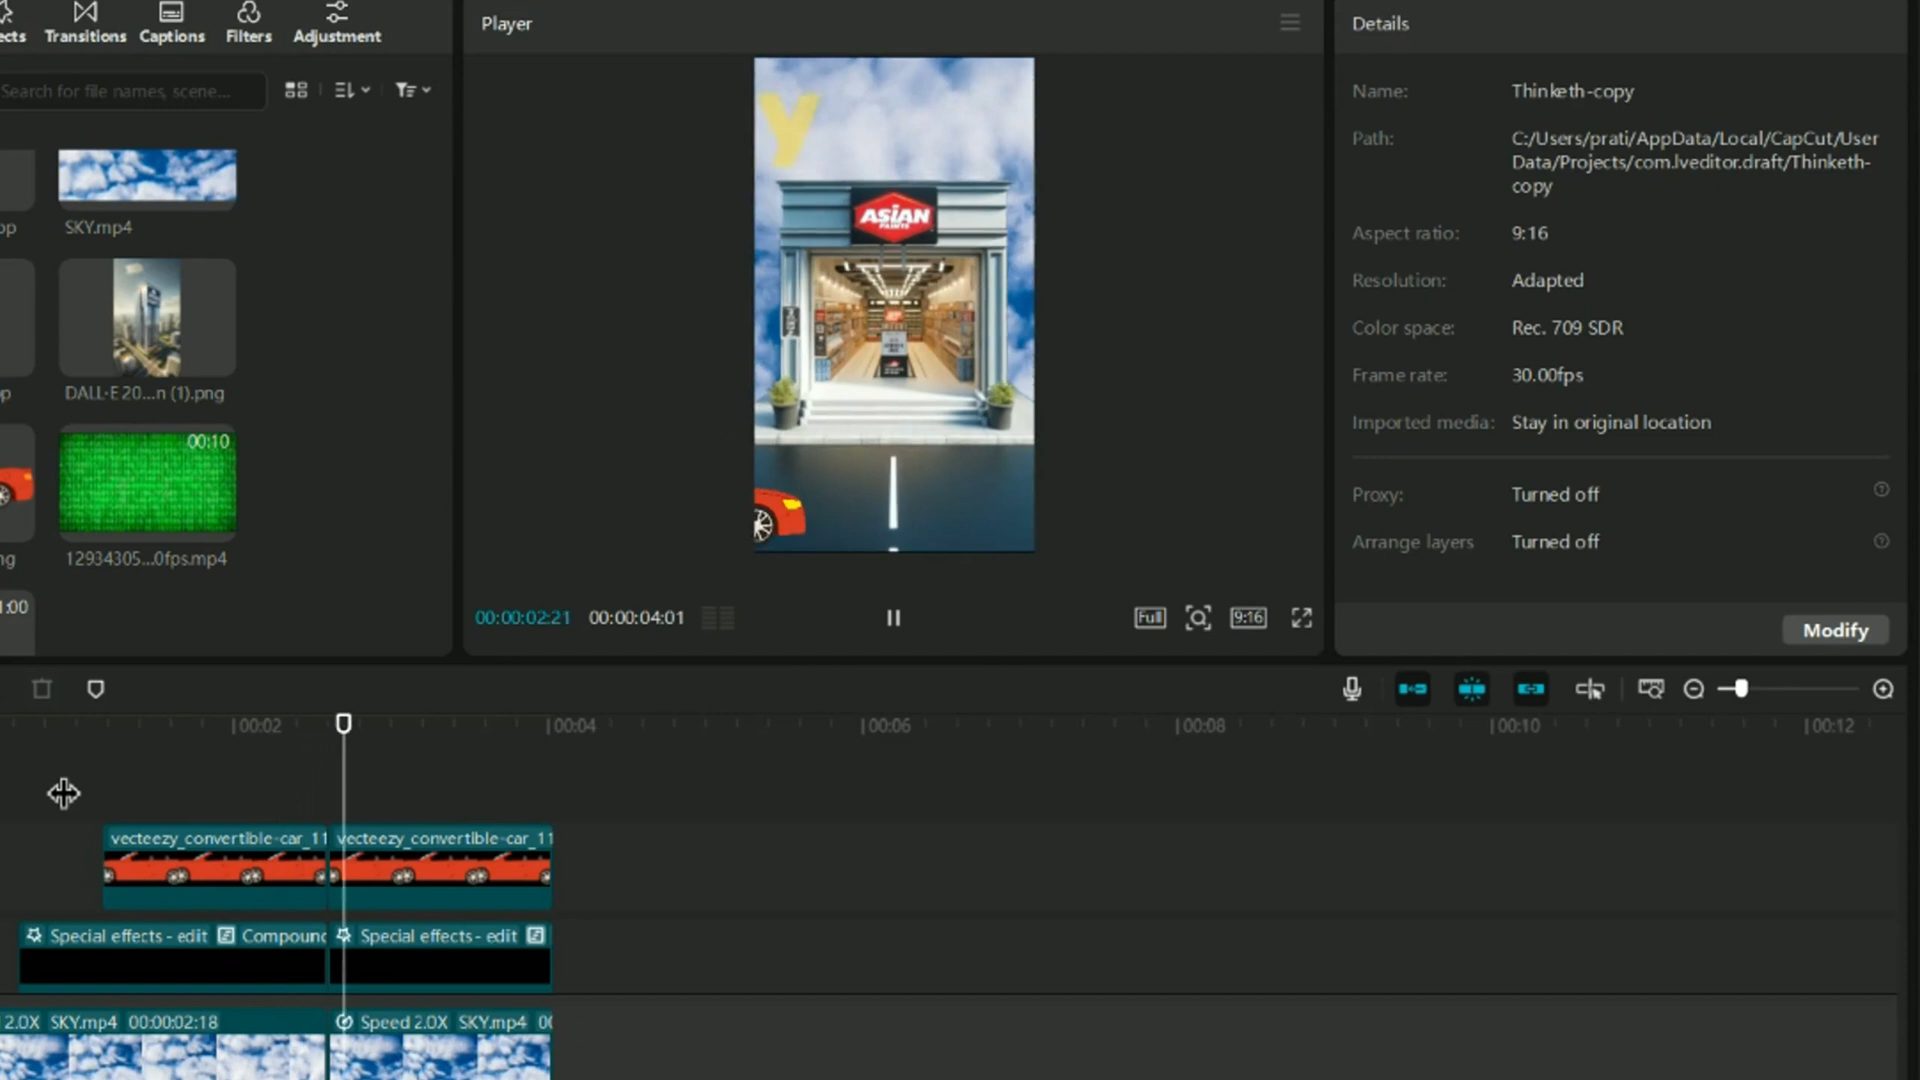 ects
Transitions
Captions
Filters
Adjustment
Search for file names, scene...
op
SKY.mp4
p
DALL·E 20...n (1).png
00:10
ng
12934305...0fps.mp4
1:00
Player
y
ASIAN
PAINTS
00:00:02:21
00:00:04:01
Full
9:16
Details
Name: Thinketh-copy
Path: C:/Users/prati/AppData/Local/CapCut/User
Data/Projects/com.lveditor.draft/Thinketh-
copy
Aspect ratio: 9:16
Resolution: Adapted
Color space: Rec. 709 SDR
Frame rate: 30.00fps
Imported media: Stay in original location
Proxy: Turned off
Arrange layers Turned off
Modify
00:02
00:04
00:06
00:08
00:10
00:12
vecteezy_convertible-car_11
vecteezy_convertible-car_11
Special effects - edit Compound
Special effects - edit
2.0X SKY.mp4 00:00:02:18
Speed 2.0X SKY.mp4 00